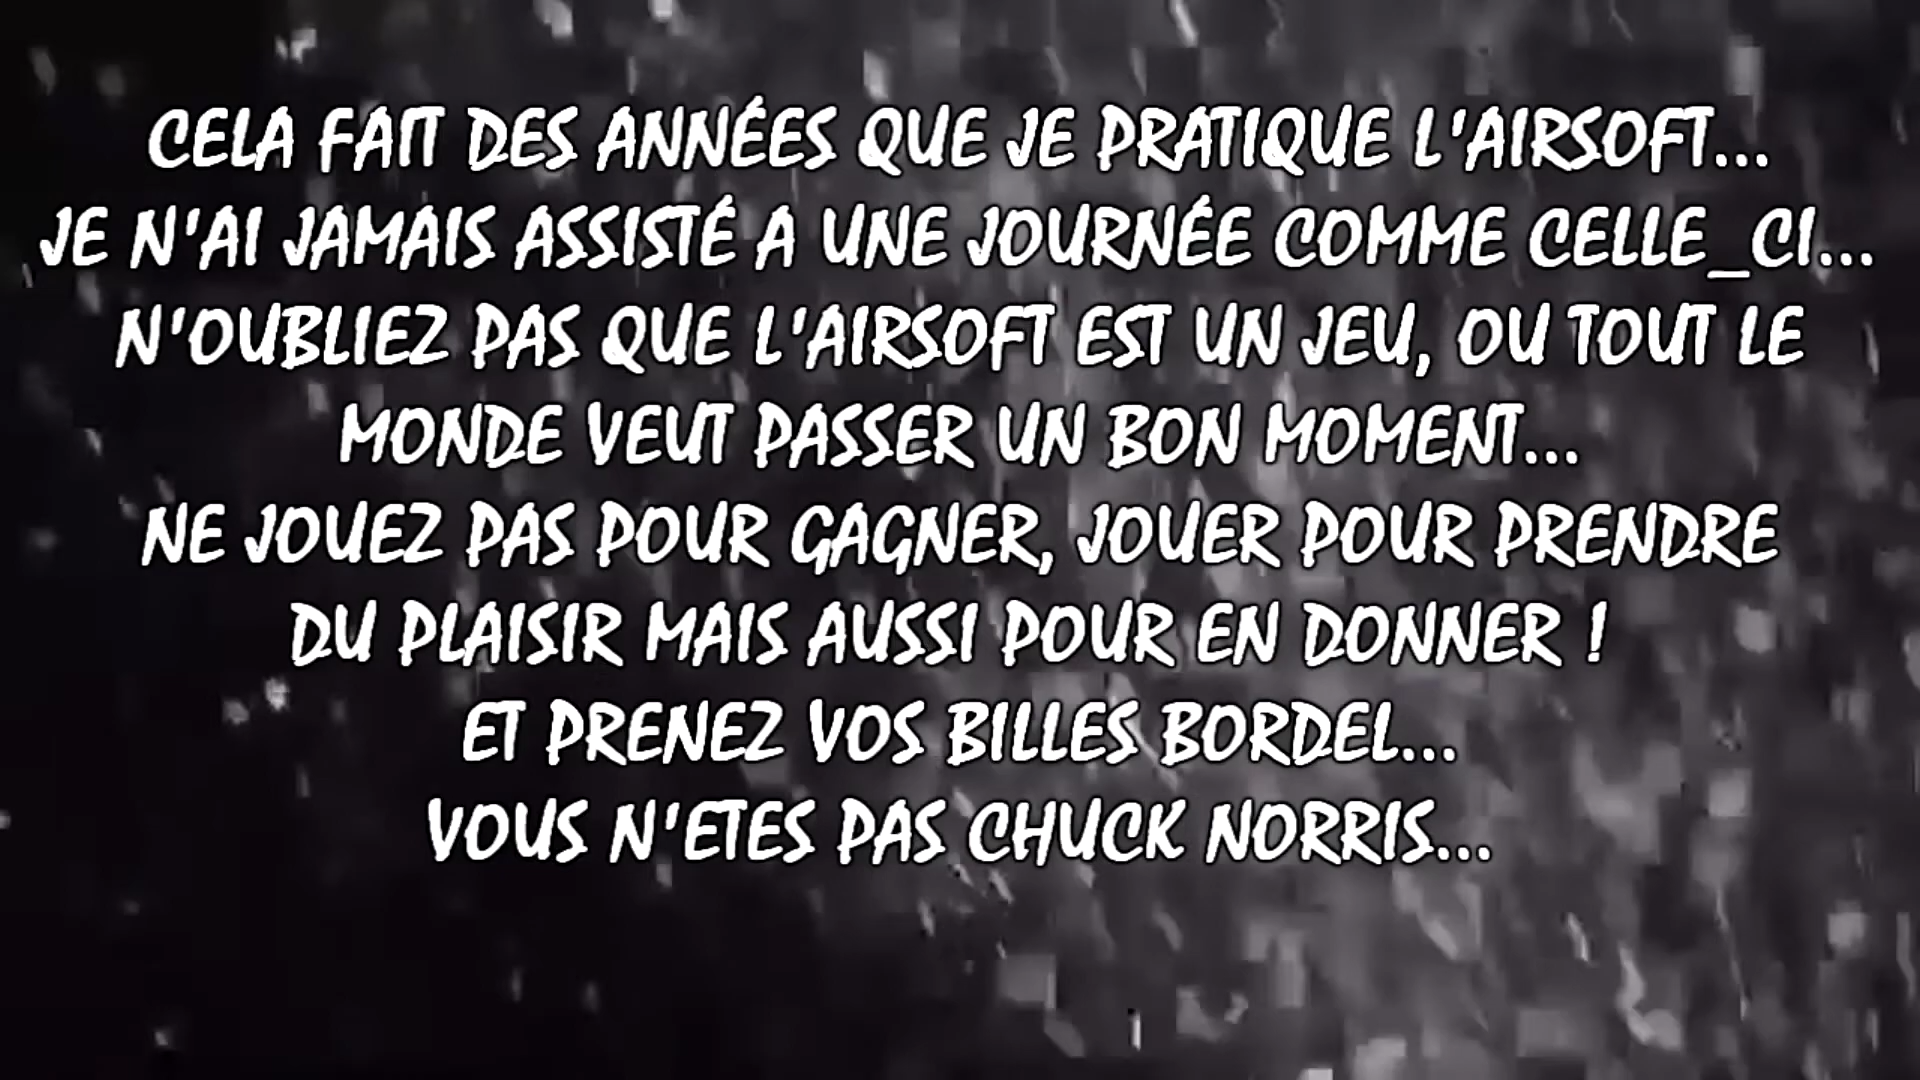 CELA FAIT DES ANNÉES QUE JE PRATIQUE L'AIRSOFT...
JE N'AI JAMAIS ASSISTÉ A UNE JOURNÉE COMME CELLE_CI...
N'OUBLIEZ PAS QUE L'AIRSOFT EST UN JEU, OU TOUT LE
MONDE VEUT PASSER UN BON MOMENT...
NE JOUEZ PAS POUR GAGNER, JOUER POUR PRENDRE
DU PLAISIR MAIS AUSSI POUR EN DONNER !
ET PRENEZ VOS BILLES BORDEL...
VOUS N'ETES PAS CHUCK NORRIS...